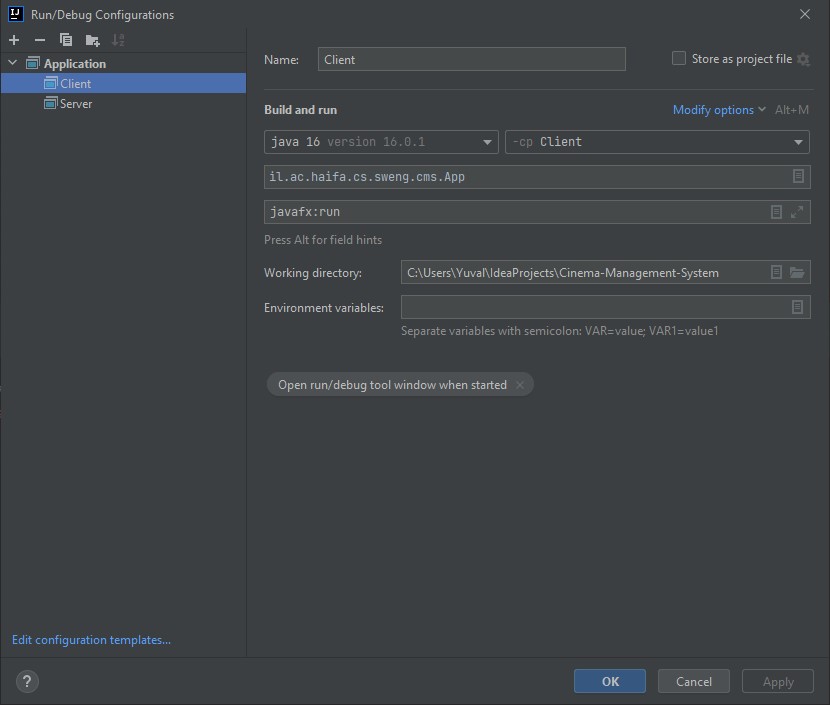 IJ Run/Debug Configurations
Application
Client
Server
Edit configuration templates...
Name: Client
Store as project file
Build and run
Modify options Alt+M
java 16 version 16.0.1
-cp Client
il.ac.haifa.cs.sweng.cms.App
javafx:run
Press Alt for field hints
Working directory: C:\Users\Yuval\IdeaProjects\Cinema-Management-System
Environment variables:
Separate variables with semicolon: VAR=value; VAR1=value1
Open run/debug tool window when started
?
OK
Cancel
Apply